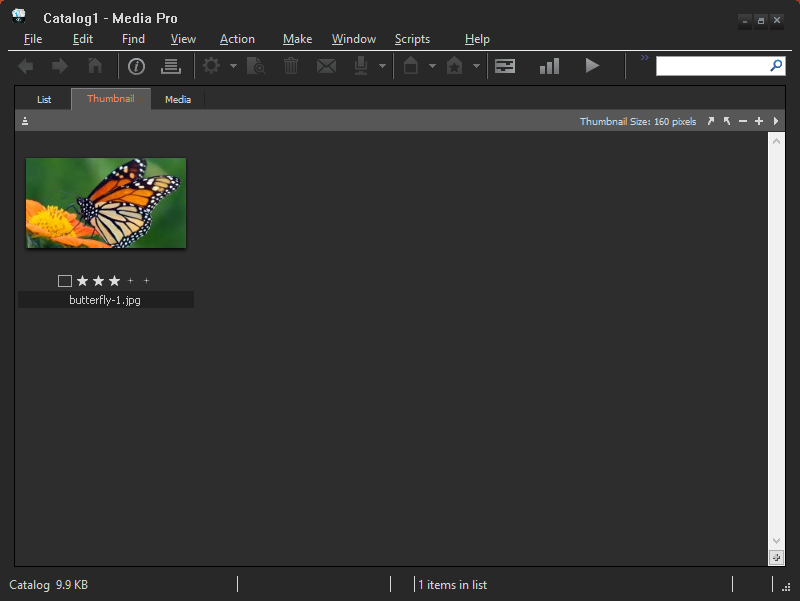 Catalog1 - Media Pro
File Edit Find View Action Make Window Scripts Help
List Thumbnail Media
Thumbnail Size: 160 pixels
butterfly-1.jpg
Catalog 9.9 KB 1 items in list